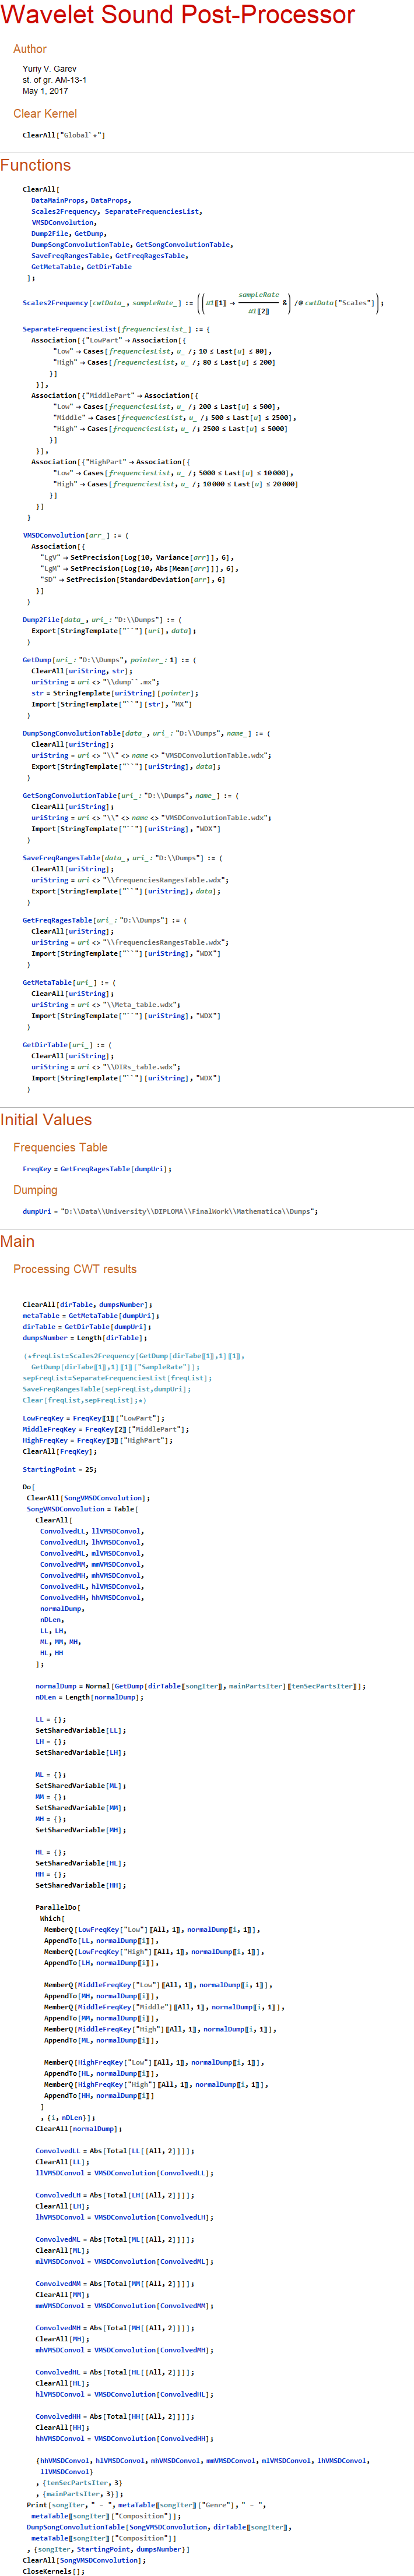 Wavelet Sound Post-Processor
Author
Yuriy V. Garev
st. of gr. AM-13-1
May 1, 2017
Clear Kernel
ClearAll["Global`*"]
Functions
ClearAll[
DataMainProps, DataProps,
Scales2Frequency, SeparateFrequenciesList,
VMSDConvolution,
Dump2File, GetDump,
DumpSongConvolutionTable, GetSongConvolutionTable,
SaveFreqRangesTable, GetFreqRagesTable,
GetMetaTable, GetDirTable
];
Scales2Frequency[cwtData_, sampleRate_] := ((#1〚1〛 → sampleRate/#1〚2〛 &) /@ cwtData["Scales"]);
SeparateFrequenciesList[frequenciesList_] := {
Association[{"LowPart" → Association[{
"Low" → Cases[frequenciesList, u_ /; 10 ≤ Last[u] ≤ 80],
"High" → Cases[frequenciesList, u_ /; 80 ≤ Last[u] ≤ 200]
}]
}],
Association[{"MiddlePart" → Association[{
"Low" → Cases[frequenciesList, u_ /; 200 ≤ Last[u] ≤ 500],
"Middle" → Cases[frequenciesList, u_ /; 500 ≤ Last[u] ≤ 2500],
"High" → Cases[frequenciesList, u_ /; 2500 ≤ Last[u] ≤ 5000]
}]
}],
Association[{"HighPart" → Association[{
"Low" → Cases[frequenciesList, u_ /; 5000 ≤ Last[u] ≤ 10000],
"High" → Cases[frequenciesList, u_ /; 10000 ≤ Last[u] ≤ 20000]
}]
}]
}
VMSDConvolution[arr_] := (
Association[{
"LgV" → SetPrecision[Log[10, Variance[arr]], 6],
"LgM" → SetPrecision[Log[10, Abs[Mean[arr]]], 6],
"SD" → SetPrecision[StandardDeviation[arr], 6]
}]
)
Dump2File[data_, uri_: "D:\\Dumps"] := (
Export[StringTemplate["``"][uri], data];
)
GetDump[uri_: "D:\\Dumps", pointer_: 1] := (
ClearAll[uriString, str];
uriString = uri <> "\\dump``.mx";
str = StringTemplate[uriString][pointer];
Import[StringTemplate["``"][str], "MX"]
)
DumpSongConvolutionTable[data_, uri_: "D:\\Dumps", name_] := (
ClearAll[uriString];
uriString = uri <> "\\" <> name <> "VMSDConvolutionTable.wdx";
Export[StringTemplate["``"][uriString], data];
)
GetSongConvolutionTable[uri_: "D:\\Dumps", name_] := (
ClearAll[uriString];
uriString = uri <> "\\" <> name <> "VMSDConvolutionTable.wdx";
Import[StringTemplate["``"][uriString], "WDX"]
)
SaveFreqRangesTable[data_, uri_: "D:\\Dumps"] := (
ClearAll[uriString];
uriString = uri <> "\\frequenciesRangesTable.wdx";
Export[StringTemplate["``"][uriString], data];
)
GetFreqRagesTable[uri_: "D:\\Dumps"] := (
ClearAll[uriString];
uriString = uri <> "\\frequenciesRangesTable.wdx";
Import[StringTemplate["``"][uriString], "WDX"]
)
GetMetaTable[uri_] := (
ClearAll[uriString];
uriString = uri <> "\\Meta_table.wdx";
Import[StringTemplate["``"][uriString], "WDX"]
)
GetDirTable[uri_] := (
ClearAll[uriString];
uriString = uri <> "\\DIRs_table.wdx";
Import[StringTemplate["``"][uriString], "WDX"]
)
Initial Values
Frequencies Table
FreqKey = GetFreqRagesTable[dumpUri];
Dumping
dumpUri = "D:\\Data\\University\\DIPLOMA\\FinalWork\\Mathematica\\Dumps";
Main
Processing CWT results
ClearAll[dirTable, dumpsNumber];
metaTable = GetMetaTable[dumpUri];
dirTable = GetDirTable[dumpUri];
dumpsNumber = Length[dirTable];
(*freqList=Scales2Frequency[GetDump[dirTabe〚1〛,1]〚1〛,
GetDump[dirTabe〚1〛,1]〚1〛["SampleRate"]];
sepFreqList=SeparateFrequenciesList[freqList];
SaveFreqRangesTable[sepFreqList,dumpUri];
Clear[freqList,sepFreqList];*)
LowFreqKey = FreqKey〚1〛["LowPart"];
MiddleFreqKey = FreqKey〚2〛["MiddlePart"];
HighFreqKey = FreqKey〚3〛["HighPart"];
ClearAll[FreqKey];
StartingPoint = 25;
Do[
ClearAll[SongVMSDConvolution];
SongVMSDConvolution = Table[
ClearAll[
ConvolvedLL, llVMSDConvol,
ConvolvedLH, lhVMSDConvol,
ConvolvedML, mlVMSDConvol,
ConvolvedMM, mmVMSDConvol,
ConvolvedMH, mhVMSDConvol,
ConvolvedHL, hlVMSDConvol,
ConvolvedHH, hhVMSDConvol,
normalDump,
nDLen,
LL, LH,
ML, MM, MH,
HL, HH
];
normalDump = Normal[GetDump[dirTable〚songIter〛, mainPartsIter]〚tenSecPartsIter〛];
nDLen = Length[normalDump];
LL = {};
SetSharedVariable[LL];
LH = {};
SetSharedVariable[LH];
ML = {};
SetSharedVariable[ML];
MM = {};
SetSharedVariable[MM];
MH = {};
SetSharedVariable[MH];
HL = {};
SetSharedVariable[HL];
HH = {};
SetSharedVariable[HH];
ParallelDo[
Which[
MemberQ[LowFreqKey["Low"]〚All, 1〛, normalDump〚i, 1〛],
AppendTo[LL, normalDump〚i〛],
MemberQ[LowFreqKey["High"]〚All, 1〛, normalDump〚i, 1〛],
AppendTo[LH, normalDump〚i〛],
MemberQ[MiddleFreqKey["Low"]〚All, 1〛, normalDump〚i, 1〛],
AppendTo[MH, normalDump〚i〛],
MemberQ[MiddleFreqKey["Middle"]〚All, 1〛, normalDump〚i, 1〛],
AppendTo[MM, normalDump〚i〛],
MemberQ[MiddleFreqKey["High"]〚All, 1〛, normalDump〚i, 1〛],
AppendTo[ML, normalDump〚i〛],
MemberQ[HighFreqKey["Low"]〚All, 1〛, normalDump〚i, 1〛],
AppendTo[HL, normalDump〚i〛],
MemberQ[HighFreqKey["High"]〚All, 1〛, normalDump〚i, 1〛],
AppendTo[HH, normalDump〚i〛]
]
, {i, nDLen}];
ClearAll[normalDump];
ConvolvedLL = Abs[Total[LL[[All, 2]]]];
ClearAll[LL];
llVMSDConvol = VMSDConvolution[ConvolvedLL];
ConvolvedLH = Abs[Total[LH[[All, 2]]]];
ClearAll[LH];
lhVMSDConvol = VMSDConvolution[ConvolvedLH];
ConvolvedML = Abs[Total[ML[[All, 2]]]];
ClearAll[ML];
mlVMSDConvol = VMSDConvolution[ConvolvedML];
ConvolvedMM = Abs[Total[MM[[All, 2]]]];
ClearAll[MM];
mmVMSDConvol = VMSDConvolution[ConvolvedMM];
ConvolvedMH = Abs[Total[MH[[All, 2]]]];
ClearAll[MH];
mhVMSDConvol = VMSDConvolution[ConvolvedMH];
ConvolvedHL = Abs[Total[HL[[All, 2]]]];
ClearAll[HL];
hlVMSDConvol = VMSDConvolution[ConvolvedHL];
ConvolvedHH = Abs[Total[HH[[All, 2]]]];
ClearAll[HH];
hhVMSDConvol = VMSDConvolution[ConvolvedHH];
{hhVMSDConvol, hlVMSDConvol, mhVMSDConvol, mmVMSDConvol, mlVMSDConvol, lhVMSDConvol,
llVMSDConvol}
, {tenSecPartsIter, 3}
, {mainPartsIter, 3}];
Print[songIter, " - ", metaTable〚songIter〛["Genre"], " - ",
metaTable〚songIter〛["Composition"]];
DumpSongConvolutionTable[SongVMSDConvolution, dirTable〚songIter〛,
metaTable〚songIter〛["Composition"]]
, {songIter, StartingPoint, dumpsNumber}]
ClearAll[SongVMSDConvolution];
CloseKernels[];